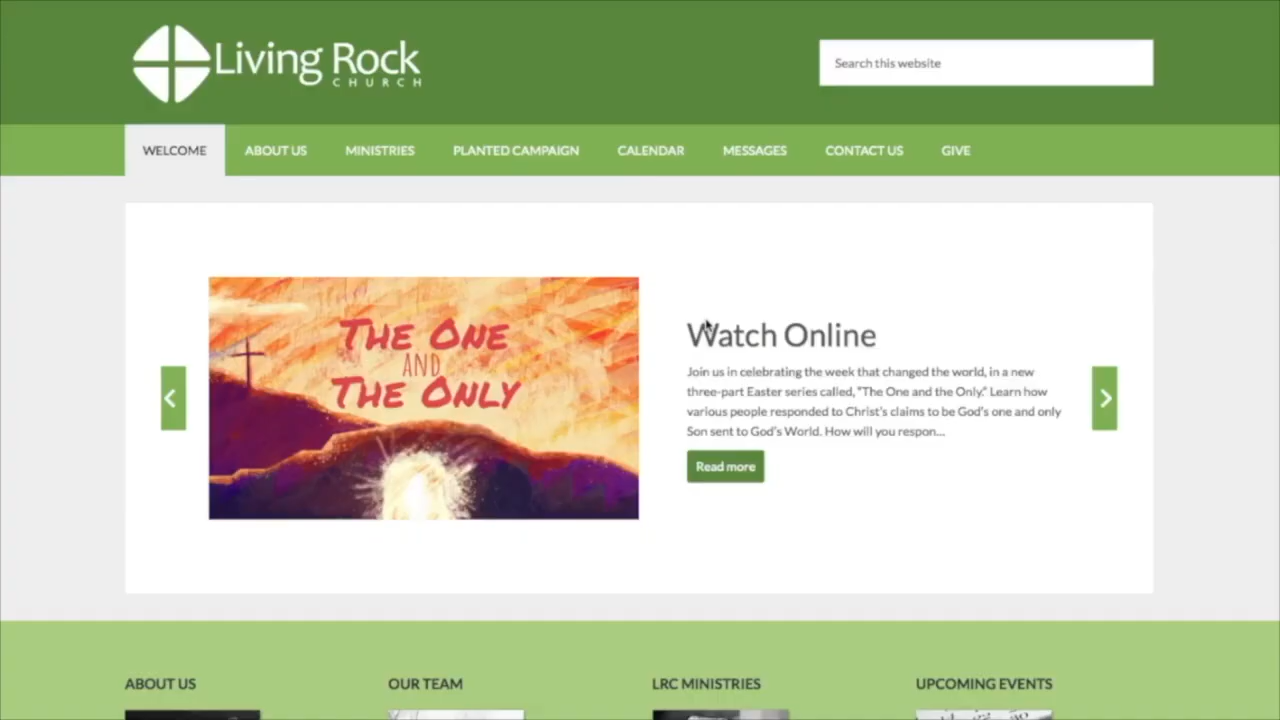 Living Rock
CHURCH
Search this website
WELCOME
ABOUT US
MINISTRIES
PLANTED CAMPAIGN
CALENDAR
MESSAGES
CONTACT US
GIVE
THE ONE
AND
THE ONLY
Watch Online
Join us in celebrating the week that changed the world, in a new
three-part Easter series called, “The One and the Only.” Learn how
various people responded to Christ’s claims to be God’s one and only
Son sent to God’s World. How will you respon...
Read more
ABOUT US
OUR TEAM
LRC MINISTRIES
UPCOMING EVENTS